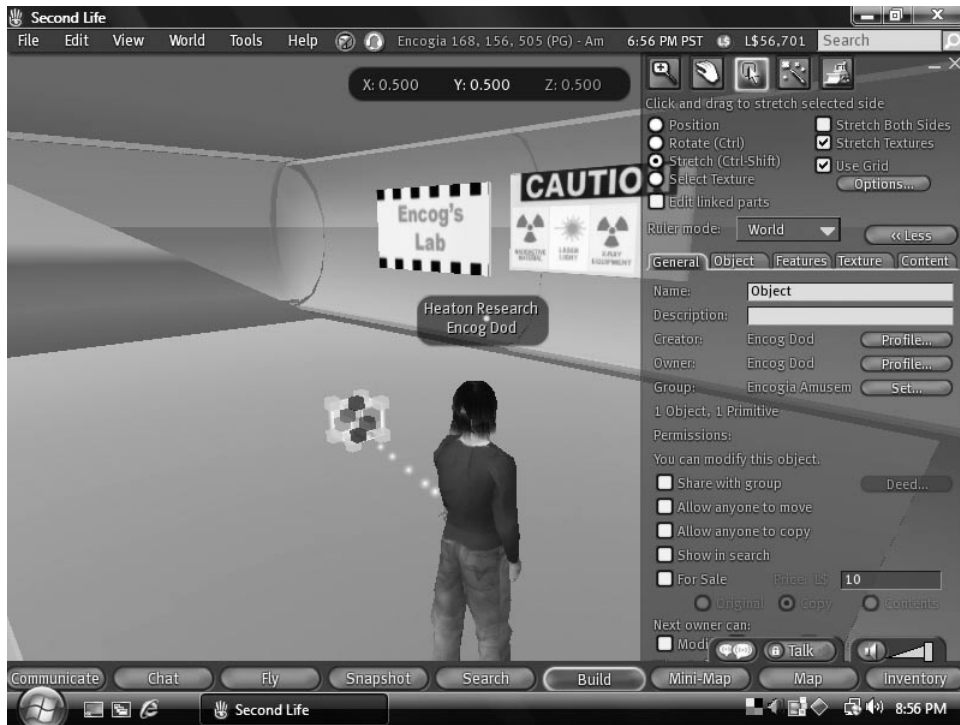 Second Life
File Edit View World Tools Help Encogia 168, 156, 505 (PG) - Am 6:56 PM PST L$ L$56,701 Search
X: 0.500 Y: 0.500 Z: 0.500
Click and drag to stretch selected side
Position Stretch Both Sides
Rotate (Ctrl) Stretch Textures
Stretch (Ctrl-Shift) Use Grid
Select Texture Options...
Edit linked parts
Ruler mode: World << Less
General Object Features Texture Content
Name: Object
Description:
Creator: Encog Dod Profile...
Owner: Encog Dod Profile...
Group: Encogia Amusem Set...
1 Object, 1 Primitive
Permissions:
You can modify this object.
Share with group Deed...
Allow anyone to move
Allow anyone to copy
Show in search
For Sale Price: L$ 10
Original Copy Contents
Next owner can:
Modi
Talk
Encog's
Lab
CAUTIO
RADIOACTIVE
MATERIAL
LASER
LIGHT
X-RAY
EQUIPMENT
Heaton Research
Encog Dod
Communicate Chat Fly Snapshot Search Build Mini-Map Map Inventory
Second Life 8:56 PM